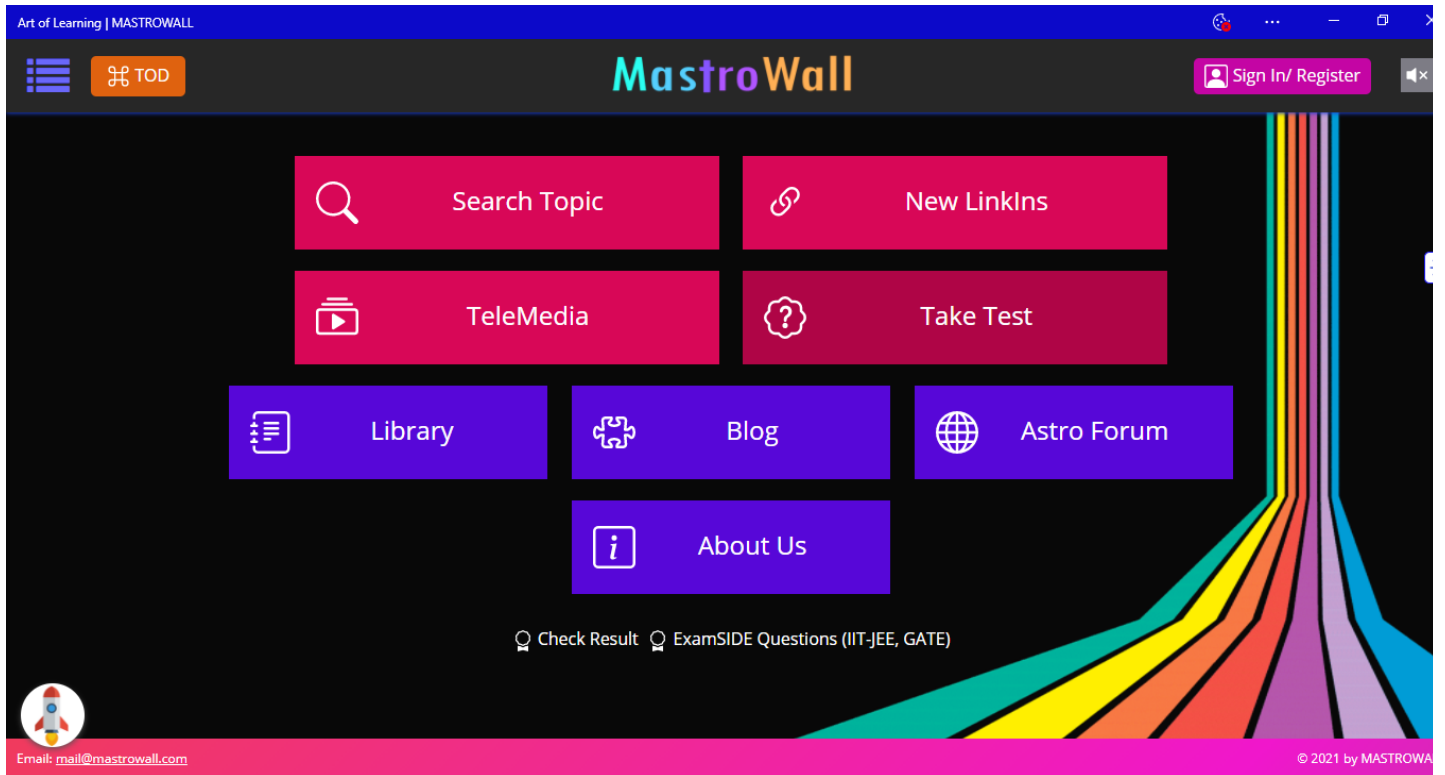 Art of Learning | MASTROWALL
TOD
MastroWall
Sign In/ Register
Search Topic
New LinkIns
TeleMedia
Take Test
Library
Blog
Astro Forum
About Us
Check Result
ExamSIDE Questions (IIT-JEE, GATE)
Email: mail@mastrowall.com
© 2021 by MASTROWA